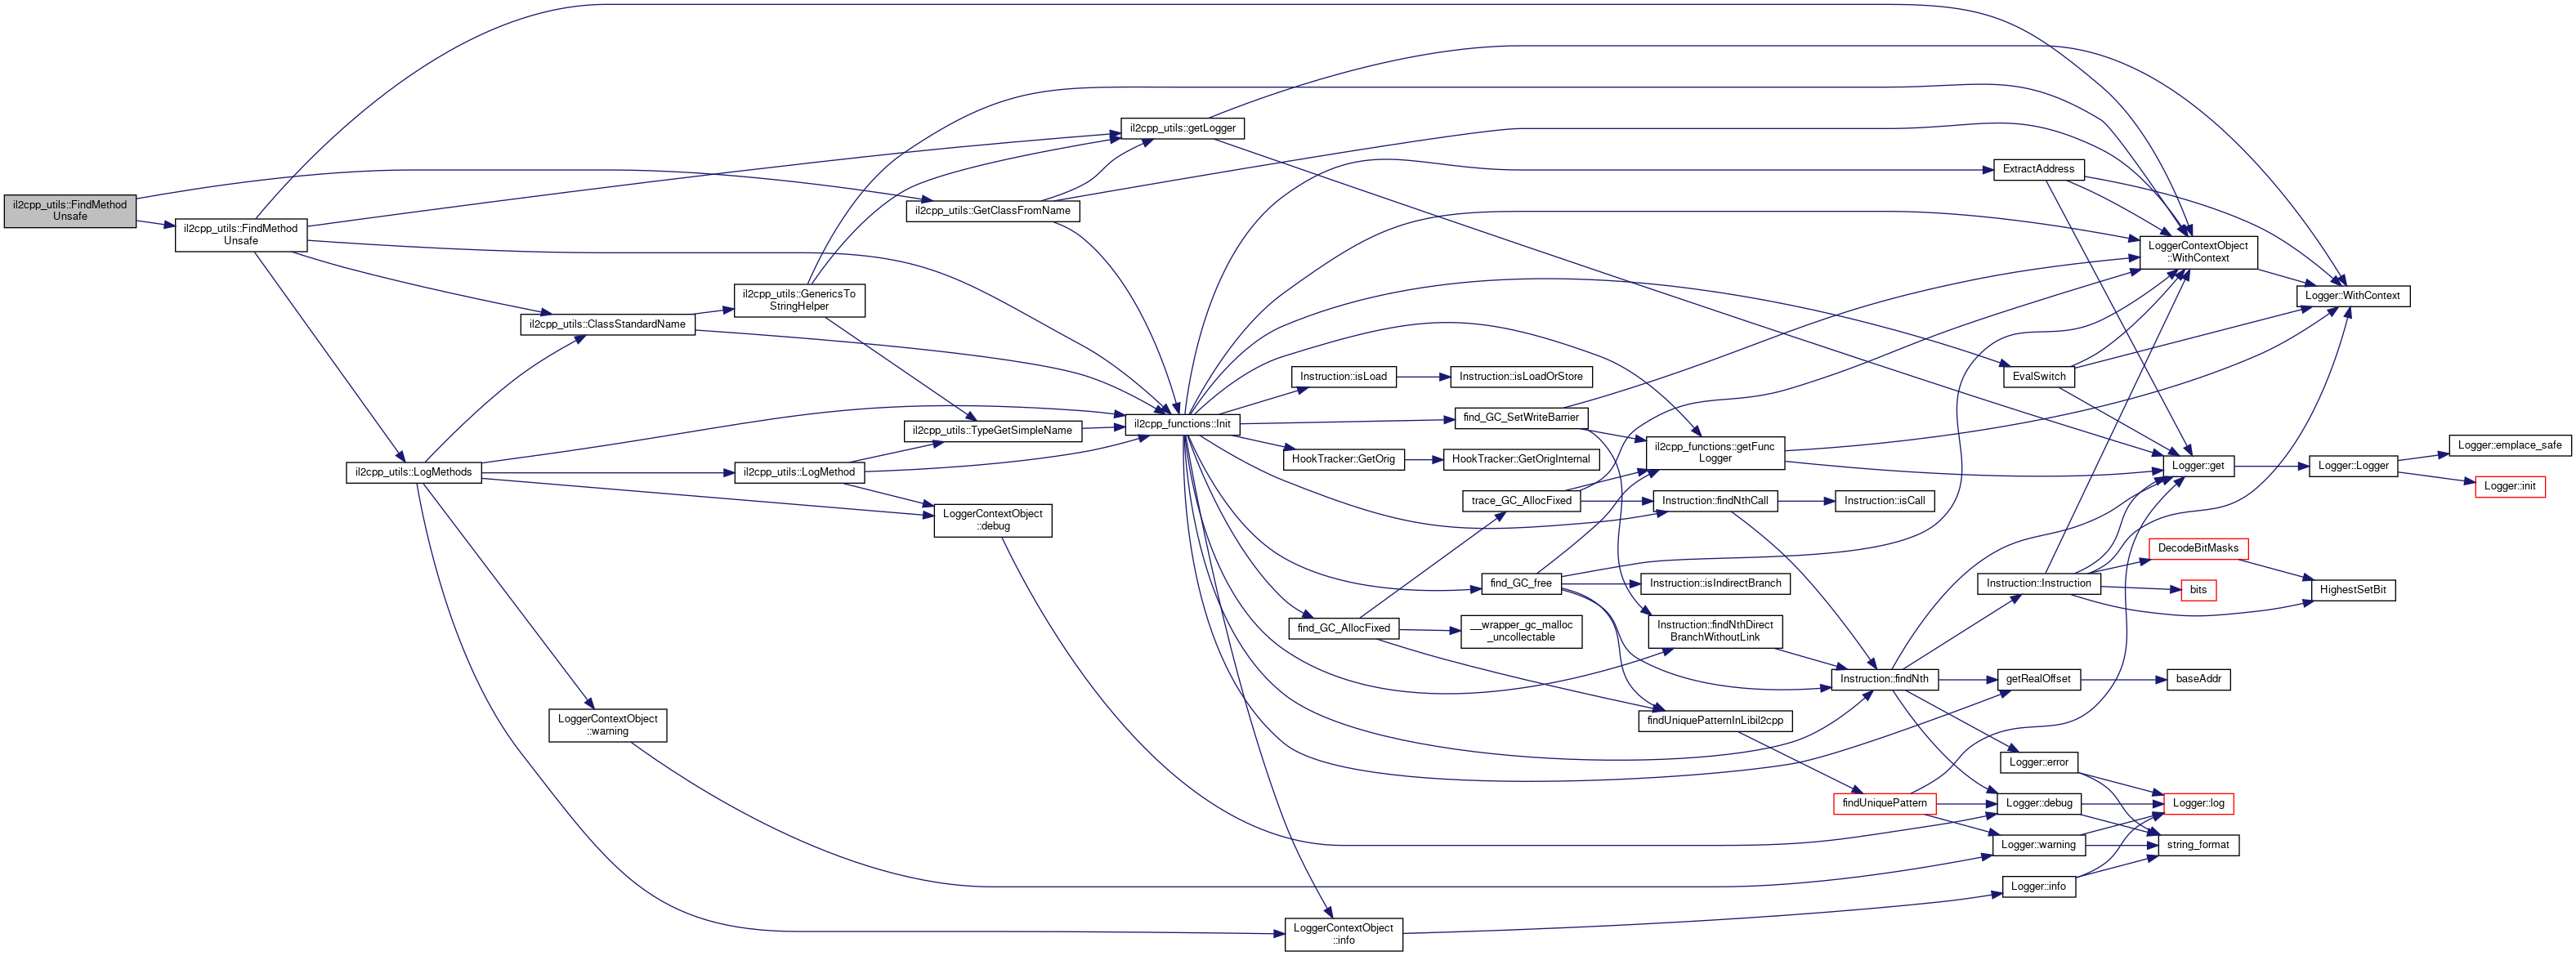 il2cpp_utils::FindMethod
Unsafe
il2cpp_utils::FindMethod
Unsafe
il2cpp_utils::LogMethods
il2cpp_utils::ClassStandardName
LoggerContextObject
::warning
il2cpp_utils::GenericsTo
StringHelper
il2cpp_utils::LogMethod
il2cpp_utils::GetClassFromName
il2cpp_utils::TypeGetSimpleName
LoggerContextObject
::debug
il2cpp_utils::getLogger
il2cpp_functions::Init
Instruction::isLoad
HookTracker::GetOrig
find_GC_AllocFixed
LoggerContextObject
::info
Instruction::isLoadOrStore
find_GC_SetWriteBarrier
HookTracker::GetOrigInternal
trace_GC_AllocFixed
find_GC_free
__wrapper_gc_malloc
_uncollectable
il2cpp_functions::getFunc
Logger
Instruction::findNthCall
Instruction::isIndirectBranch
Instruction::findNthDirect
BranchWithoutLink
findUniquePatternInLibil2cpp
Instruction::isCall
Instruction::findNth
findUniquePattern
ExtractAddress
EvalSwitch
Instruction::Instruction
getRealOffset
Logger::error
Logger::debug
Logger::warning
Logger::info
LoggerContextObject
::WithContext
Logger::get
DecodeBitMasks
bits
baseAddr
Logger::log
string_format
Logger::WithContext
Logger::Logger
HighestSetBit
Logger::emplace_safe
Logger::init